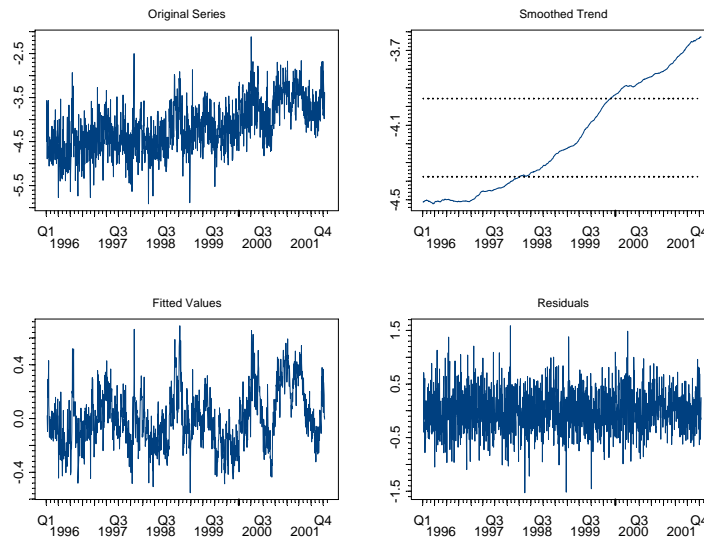 Original Series
-2.5
-3.5
-4.5
-5.5
Q1 Q3 Q3 Q3 Q3 Q4
1996 1997 1998 1999 2000 2001
Smoothed Trend
-3.7
-4.1
-4.5
Q1 Q3 Q3 Q3 Q3 Q4
1996 1997 1998 1999 2000 2001
Fitted Values
0.4
0.0
-0.4
Q1 Q3 Q3 Q3 Q3 Q4
1996 1997 1998 1999 2000 2001
Residuals
1.5
0.5
-0.5
-1.5
Q1 Q3 Q3 Q3 Q3 Q4
1996 1997 1998 1999 2000 2001